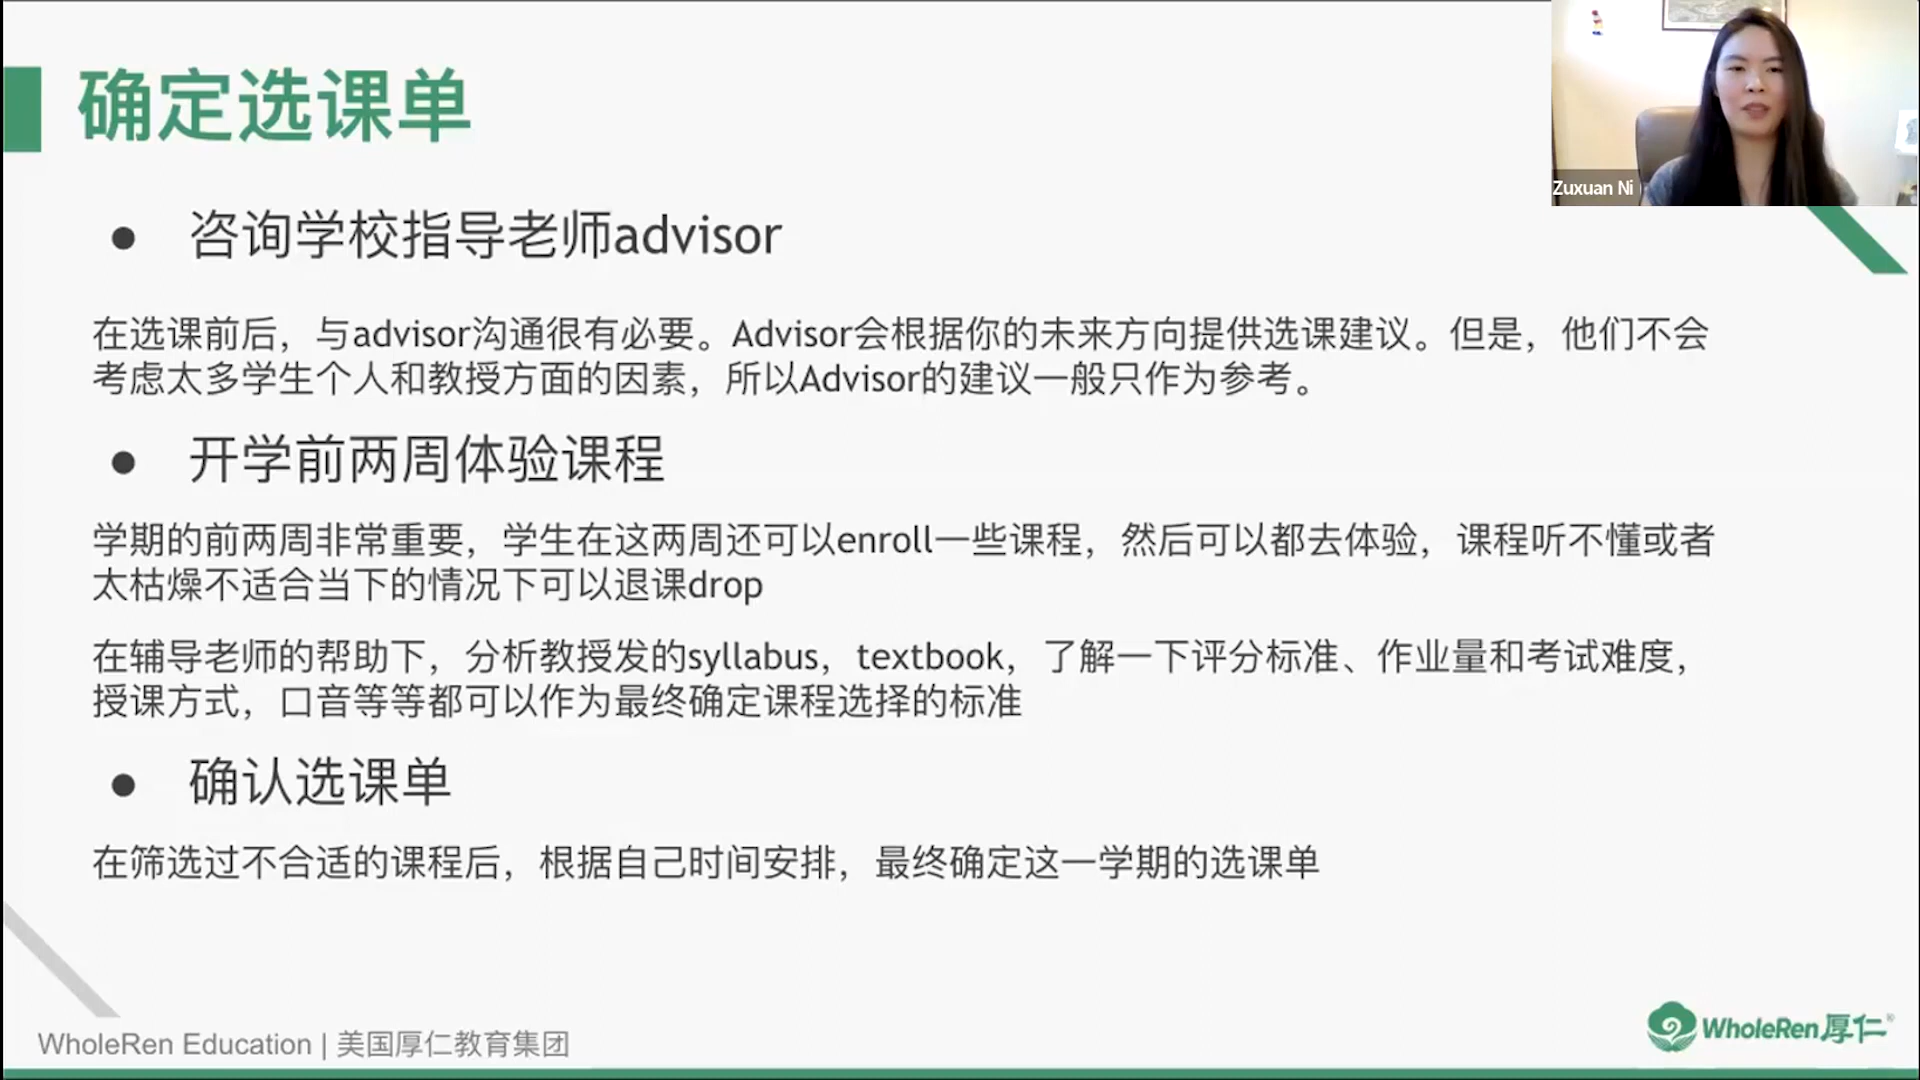 确定选课单
Zuxuan Ni
● 咨询学校指导老师advisor
在选课前后，与advisor沟通很有必要。Advisor会根据你的未来方向提供选课建议。但是，他们不会
考虑太多学生个人和教授方面的因素，所以Advisor的建议一般只作为参考。
● 开学前两周体验课程
学期的前两周非常重要，学生在这两周还可以enroll一些课程，然后可以都去体验，课程听不懂或者
太枯燥不适合当下的情况下可以退课drop
在辅导老师的帮助下，分析教授发的syllabus，textbook，了解一下评分标准、作业量和考试难度，
授课方式，口音等等都可以作为最终确定课程选择的标准
● 确认选课单
在筛选过不合适的课程后，根据自己时间安排，最终确定这一学期的选课单
WholeRen Education | 美国厚仁教育集团
WholeRen厚仁®